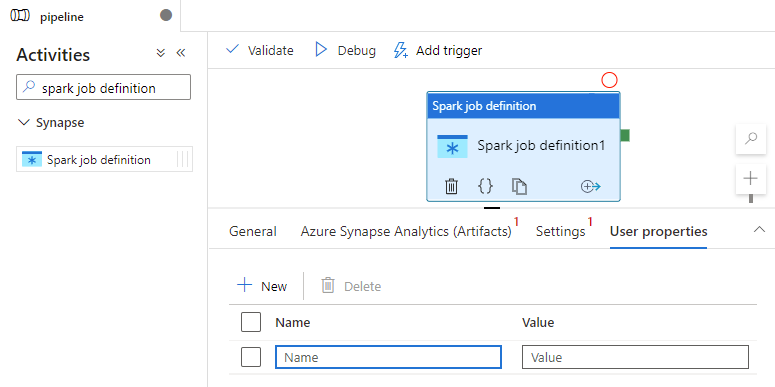 pipeline
Activities
spark job definition
Synapse
Spark job definition
Validate Debug Add trigger
Spark job definition
Spark job definition1
General Azure Synapse Analytics (Artifacts) 1 Settings 1 User properties
New Delete
Name Value
Name Value